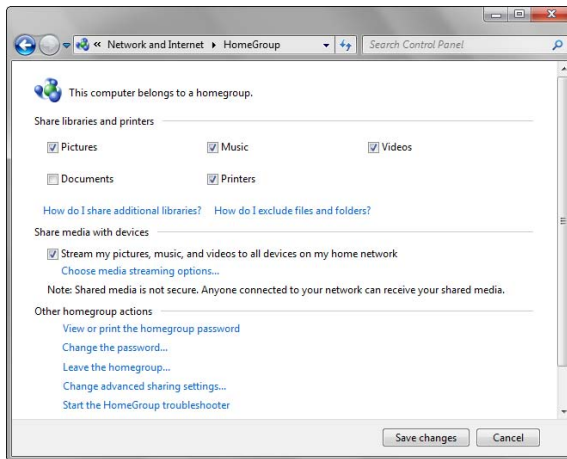 « Network and Internet ▸ HomeGroup
Search Control Panel
This computer belongs to a homegroup.
Share libraries and printers
Pictures Music Videos
Documents Printers
How do I share additional libraries? How do I exclude files and folders?
Share media with devices
Stream my pictures, music, and videos to all devices on my home network
Choose media streaming options...
Note: Shared media is not secure. Anyone connected to your network can receive your shared media.
Other homegroup actions
View or print the homegroup password
Change the password...
Leave the homegroup...
Change advanced sharing settings...
Start the HomeGroup troubleshooter
Save changes Cancel